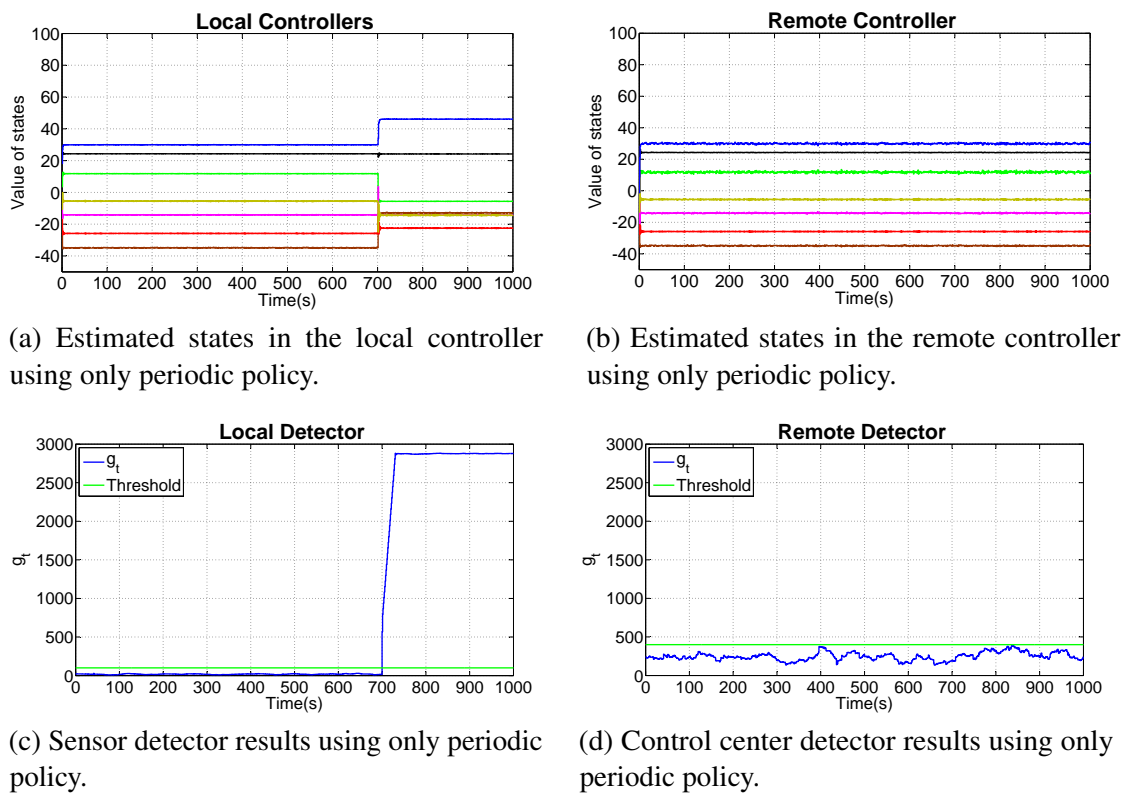 Local Controllers
100
80
60
40
20
0
-20
-40
Value of states
0 100 200 300 400 500 600 700 800 900 1000
Time(s)
(a) Estimated states in the local controller
using only periodic policy.
Remote Controller
100
80
60
40
20
0
-20
-40
Value of states
0 100 200 300 400 500 600 700 800 900 1000
Time(s)
(b) Estimated states in the remote controller
using only periodic policy.
Local Detector
3000
2500
2000
1500
1000
500
0
g_t
g_t
Threshold
0 100 200 300 400 500 600 700 800 900 1000
Time(s)
(c) Sensor detector results using only periodic
policy.
Remote Detector
3000
2500
2000
1500
1000
500
0
g_t
g_t
Threshold
0 100 200 300 400 500 600 700 800 900 1000
Time(s)
(d) Control center detector results using only
periodic policy.